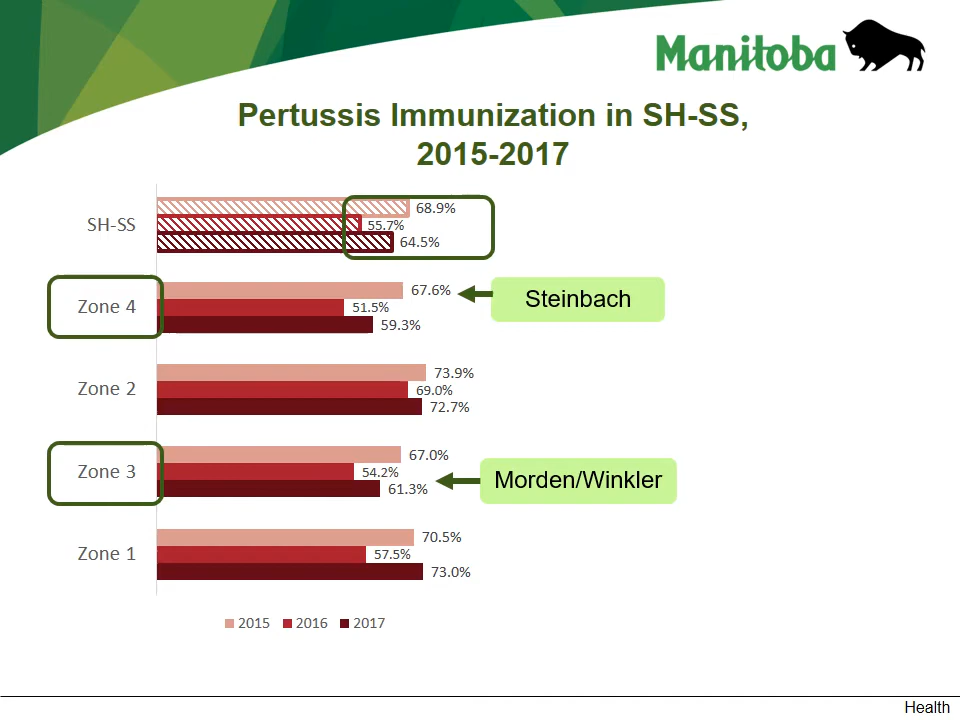 Manitoba
Pertussis Immunization in SH-SS,
2015-2017
SH-SS
68.9%
55.7%
64.5%
Zone 4
67.6%
51.5%
59.3%
Steinbach
Zone 2
73.9%
69.0%
72.7%
Zone 3
67.0%
54.2%
61.3%
Morden/Winkler
Zone 1
70.5%
57.5%
73.0%
2015 2016 2017
Health